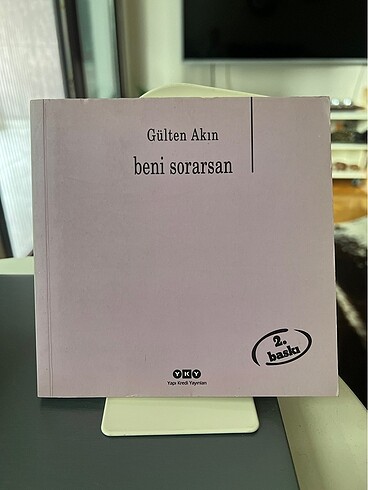 Gülten Akın
beni sorarsan
2.
baskı
YKY
Yapı Kredi Yayınları